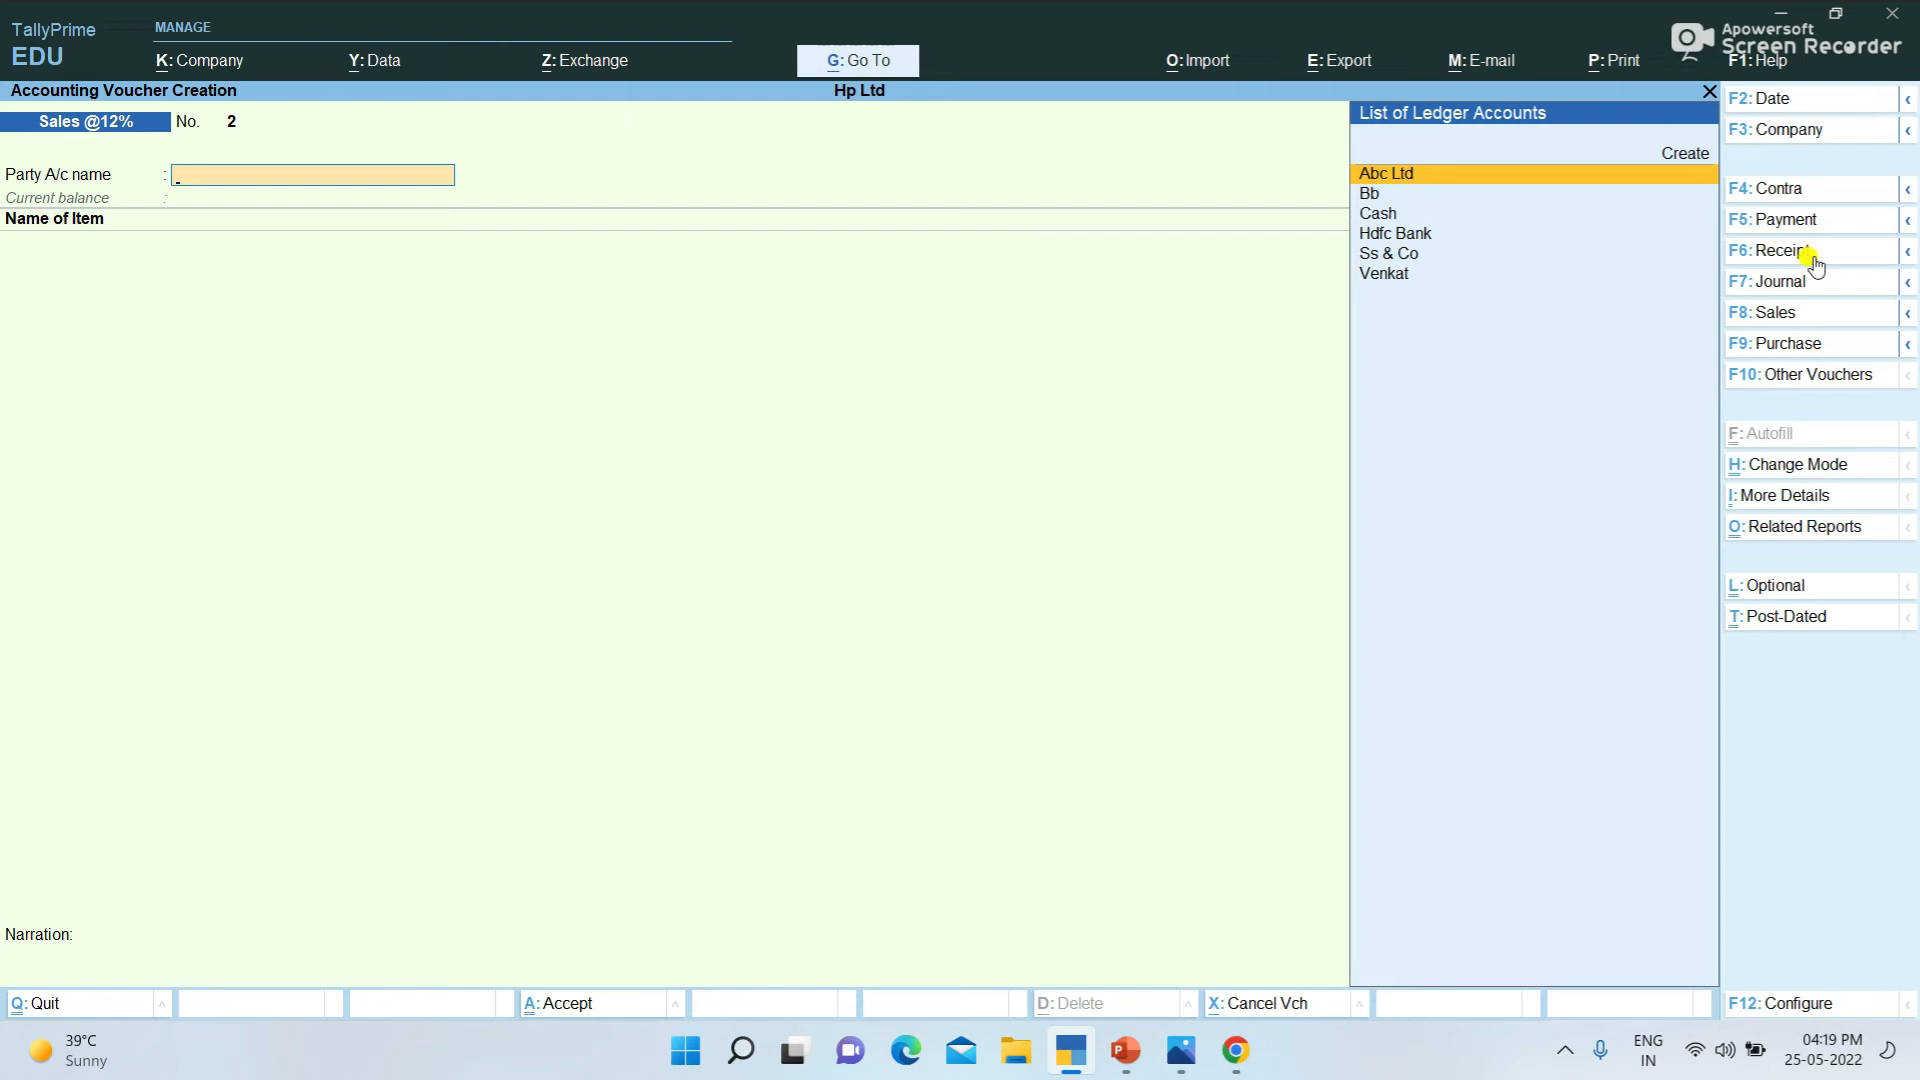 TallyPrime
EDU
MANAGE
K: Company
Y: Data
Z: Exchange
G: Go To
O: Import
E: Export
M: E-mail
P: Print
F1: Help
Apowersoft
Screen Recorder
Accounting Voucher Creation
Hp Ltd
Sales @12%
No.
2
Party A/c name :
Current balance :
Name of Item
List of Ledger Accounts
Create
Abc Ltd
Bb
Cash
Hdfc Bank
Ss & Co
Venkat
F2: Date
F3: Company
F4: Contra
F5: Payment
F6: Receipt
F7: Journal
F8: Sales
F9: Purchase
F10: Other Vouchers
F: Autofill
H: Change Mode
I: More Details
O: Related Reports
L: Optional
T: Post-Dated
Narration:
Q: Quit
A: Accept
D: Delete
X: Cancel Vch
F12: Configure
39°C
Sunny
ENG
IN
04:19 PM
25-05-2022